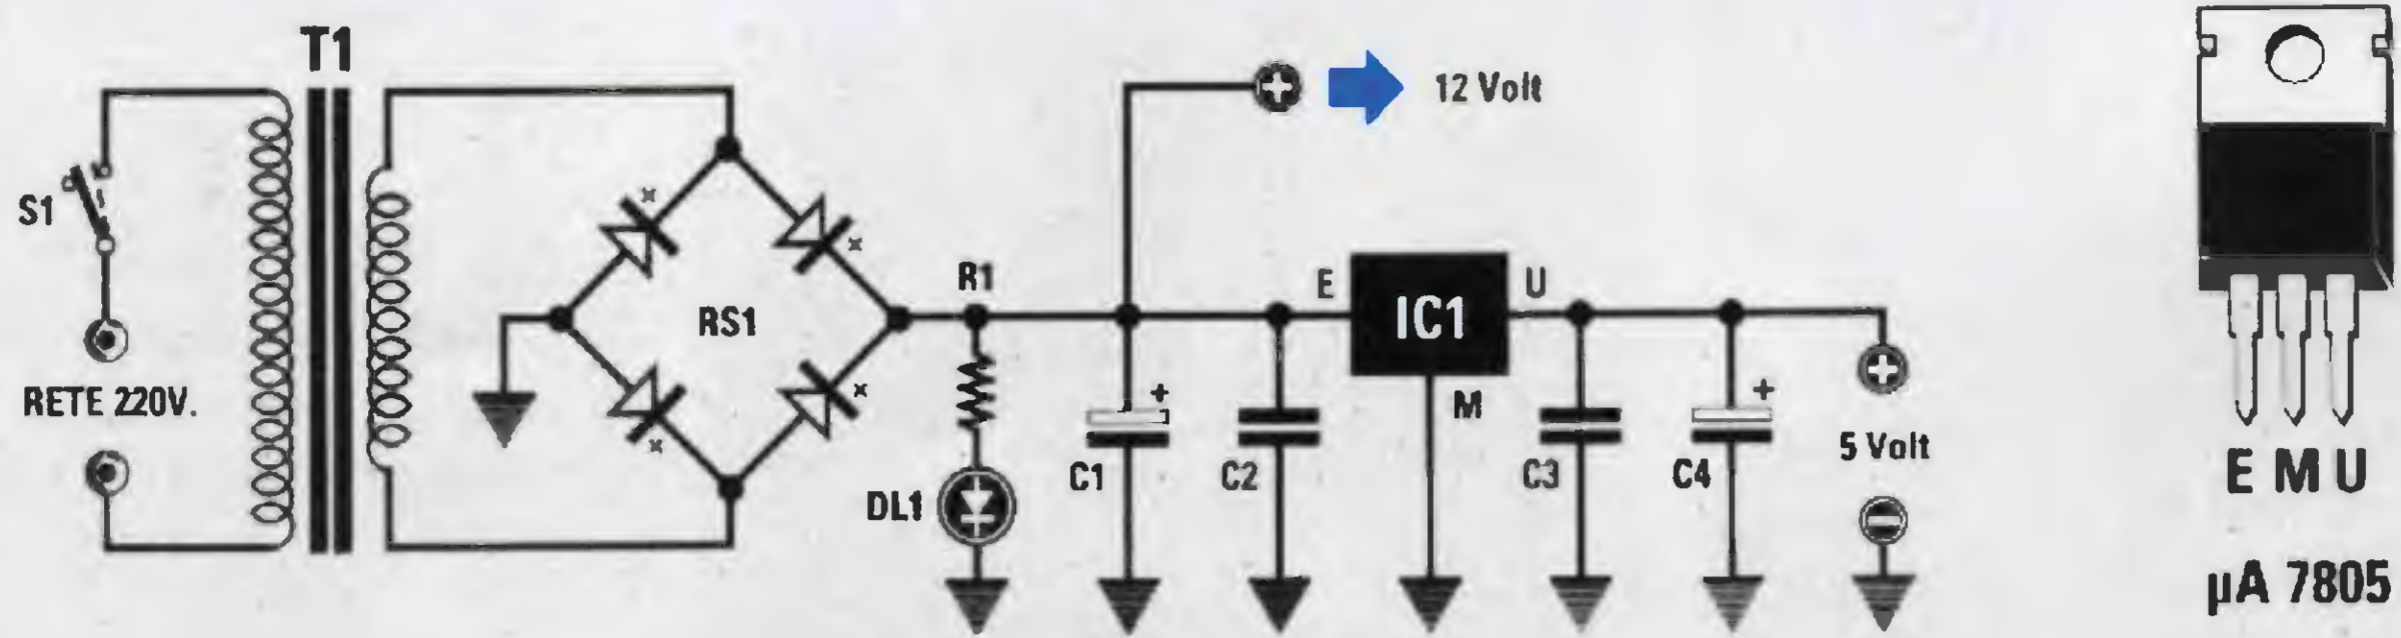 T1
12 Volt
S1
RS1
R1
E
IC1
U
M
RETE 220V.
DL1
C1
+
C2
C3
C4
+
5 Volt
E M U
µA 7805